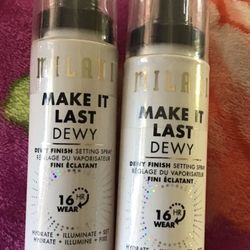 MILANI
MAKE IT
LAST
DEWY
DEWY FINISH SETTING SPRAY
RÉGLAGE DU VAPORISATEUR
FINI ÉCLATANT
16 HR
WEAR
HYDRATE + ILLUMINATE + SET
HYDRATE + ILLUMINE + FIXE
MILANI
MAKE IT
LAST
DEWY
DEWY FINISH SETTING SPRAY
RÉGLAGE DU VAPORISATEUR
FINI ÉCLATANT
16 HR
WEAR
HYDRATE
HYDRATE